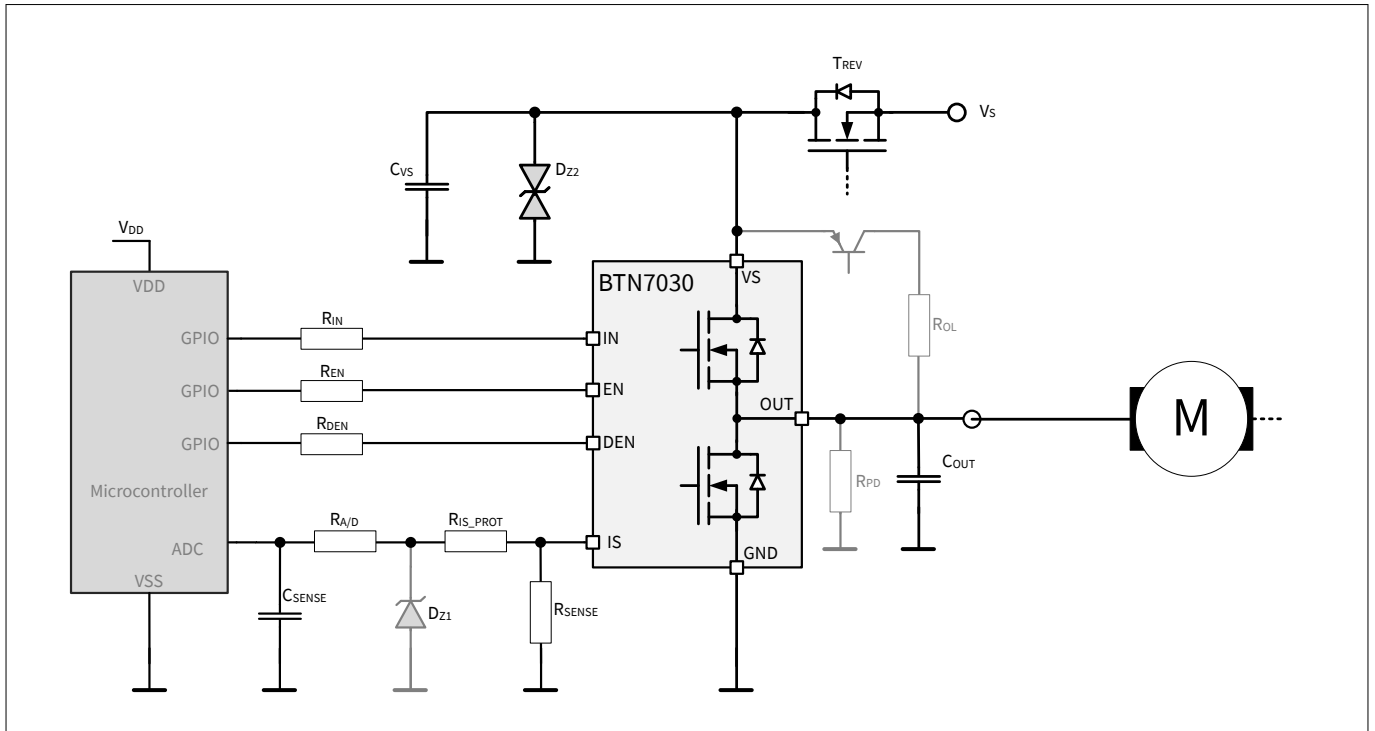 TREV
VS
CVS
DZ2
VDD
BTN7030
VS
VDD
ROL
RIN
GPIO
IN
REN
GPIO
EN
OUT
M
RDEN
GPIO
DEN
COUT
RPD
Microcontroller
RA/D
RIS_PROT
ADC
IS
GND
VSS
CSENSE
DZ1
RSENSE